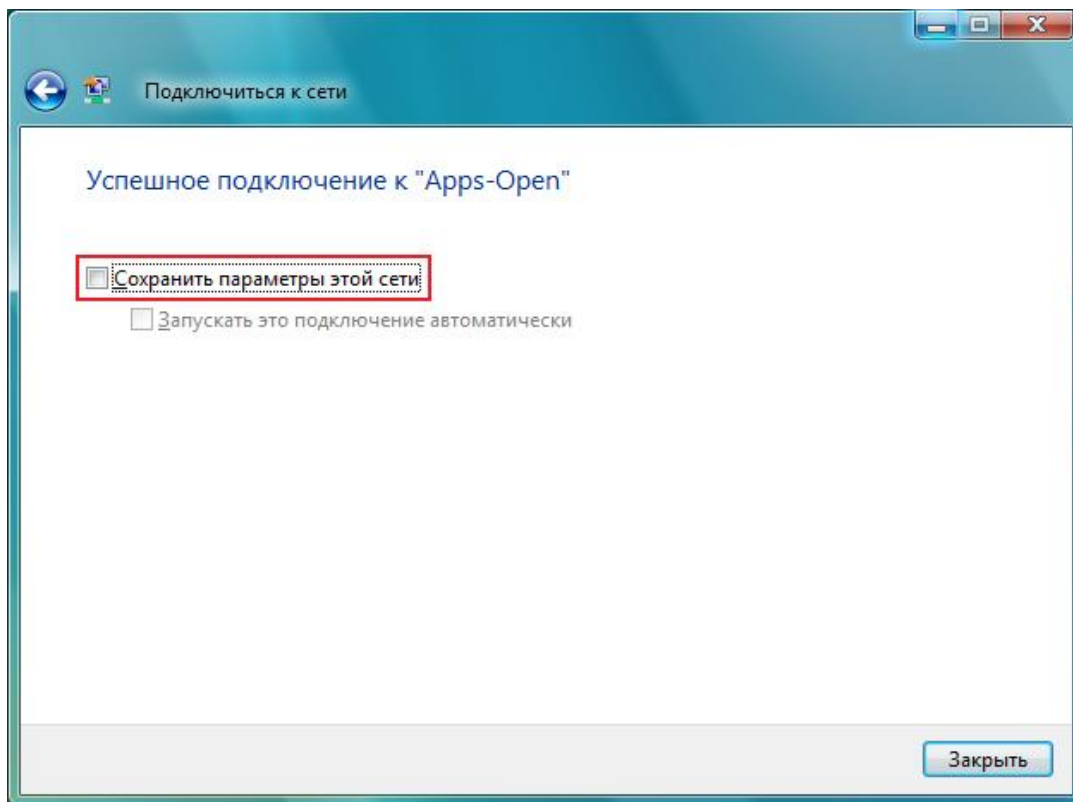 Подключиться к сети
Успешное подключение к "Apps-Open"
Сохранить параметры этой сети
Запускать это подключение автоматически
Закрыть